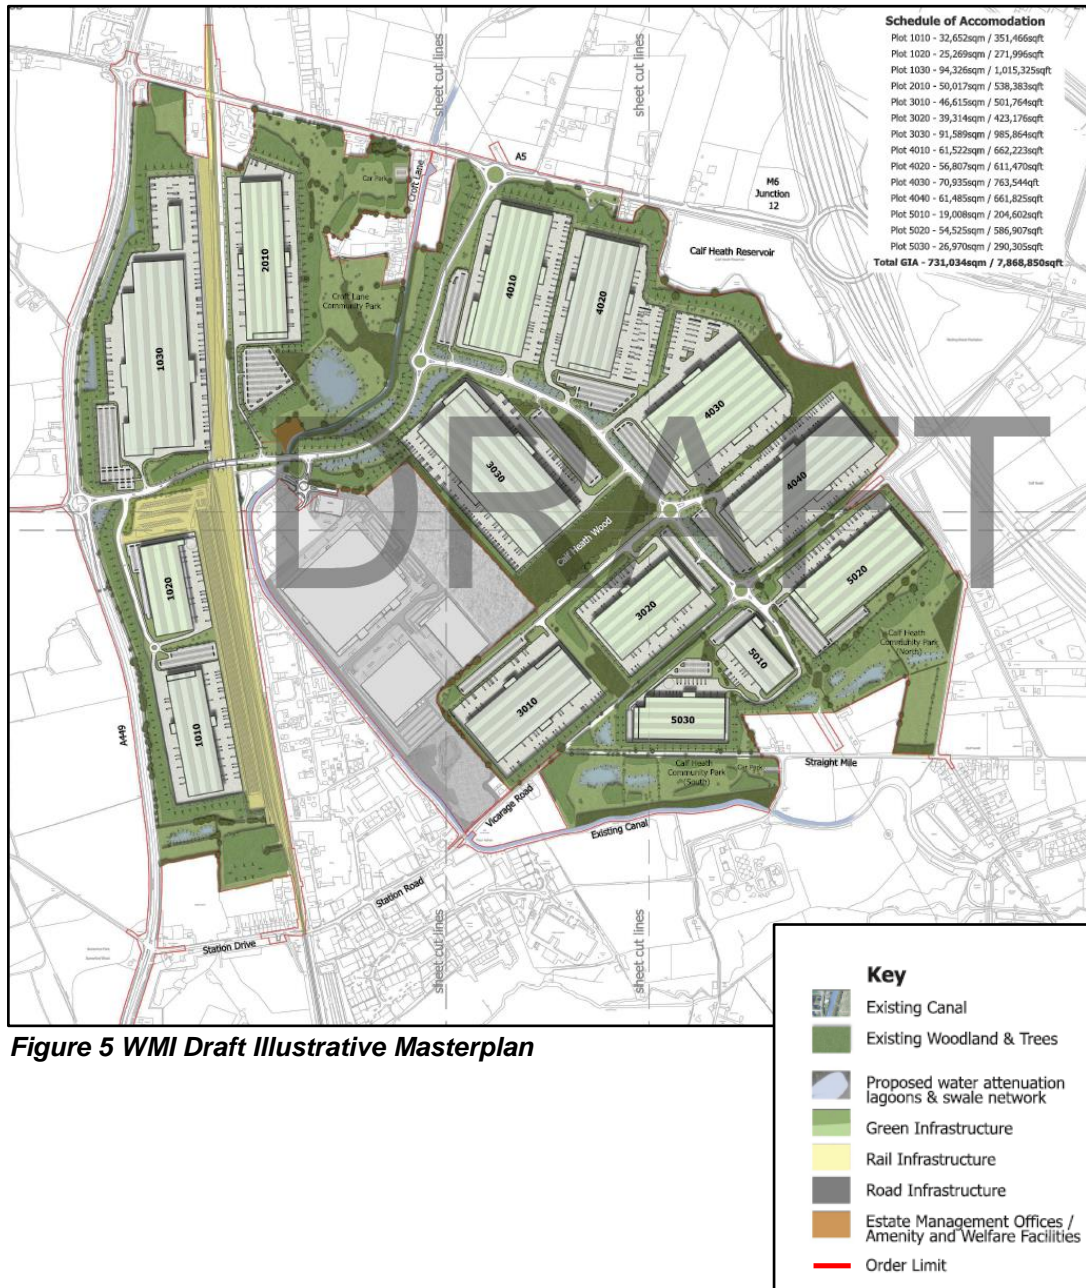 Schedule of Accomodation
Plot 1010 - 32,652sqm / 351,466sqft
Plot 1020 - 25,269sqm / 271,996sqft
Plot 1030 - 94,326sqm / 1,015,325sqft
Plot 2010 - 50,017sqm / 538,383sqft
Plot 3010 - 46,615sqm / 501,764sqft
Plot 3020 - 39,314sqm / 423,176sqft
Plot 3030 - 91,589sqm / 985,864sqft
Plot 4010 - 61,522sqm / 662,223sqft
Plot 4020 - 56,807sqm / 611,470sqft
Plot 4030 - 70,935sqm / 763,544qft
Plot 4040 - 61,485sqm / 661,825sqft
Plot 5010 - 19,008sqm / 204,602sqft
Plot 5020 - 54,525sqm / 586,907sqft
Plot 5030 - 26,970sqm / 290,305sqft
Total GIA - 731,034sqm / 7,868,850sqft
sheet cut lines
sheet cut lines
A5
M6
Junction
12
Car Park
Croft Lane
Calf Heath Reservoir
2010
4010
4020
Croft Lane
Community Park
1030
4030
DRAFT
3030
4040
Calf Heath Wood
5020
1020
3020
5010
Calf Heath
Community Park
(North)
3010
1010
5030
A449
Calf Heath
Community Park
(South)
Car Park
Straight Mile
Vicarage Road
Existing Canal
Station Road
Station Drive
sheet cut lines
sheet cut lines
Key
Existing Canal
Existing Woodland & Trees
Proposed water attenuation
lagoons & swale network
Green Infrastructure
Rail Infrastructure
Road Infrastructure
Estate Management Offices /
Amenity and Welfare Facilities
Order Limit
Figure 5 WMI Draft Illustrative Masterplan